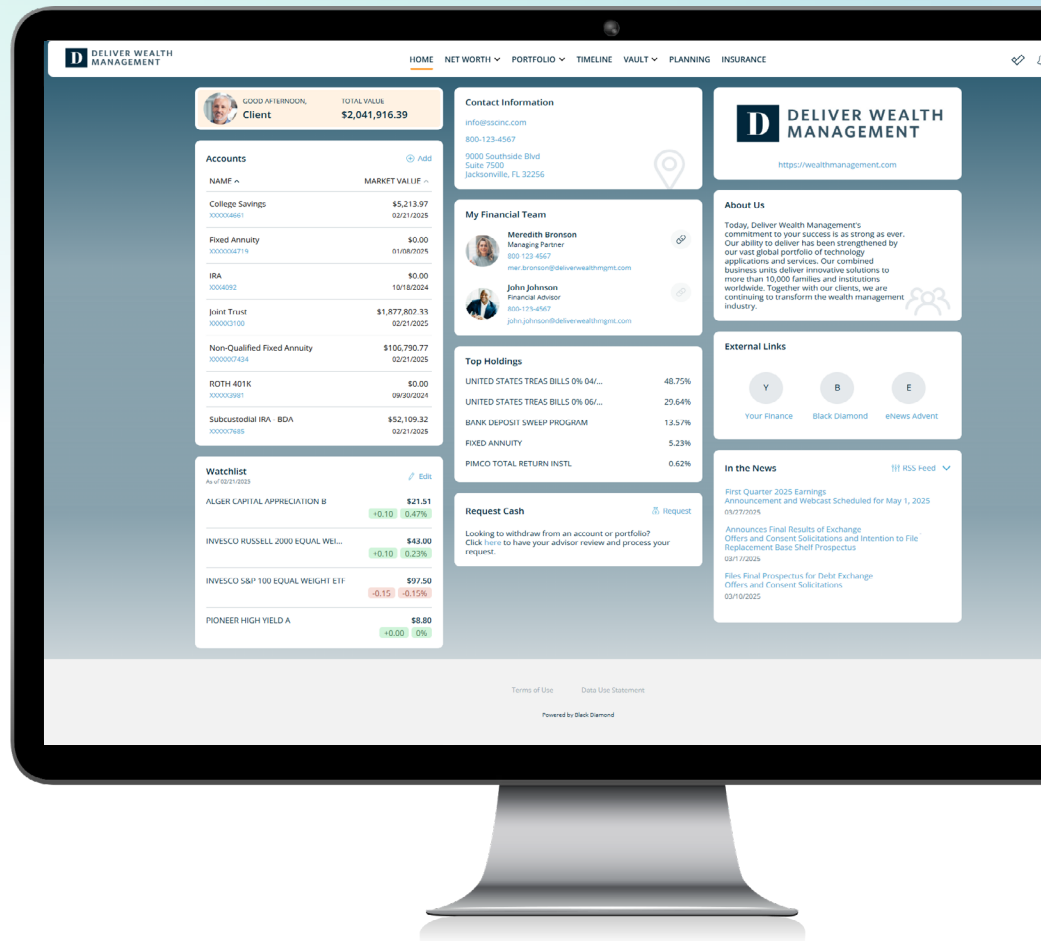 D DELIVER WEALTH
MANAGEMENT
HOME NET WORTH PORTFOLIO TIMELINE VAULT PLANNING INSURANCE
GOOD AFTERNOON,
Client
TOTAL VALUE
$2,041,916.39
Accounts Add
NAME MARKET VALUE
College Savings $5,213.97
XXXXX4661 02/21/2025
Fixed Annuity $0.00
XXXXXX4719 01/08/2025
IRA $0.00
XXX4092 10/18/2024
Joint Trust $1,877,802.33
XXXXX3100 02/21/2025
Non-Qualified Fixed Annuity $106,790.77
XXXXXX7434 02/21/2025
ROTH 401K $0.00
XXXXX3981 09/30/2024
Subcustodial IRA - BDA $52,109.32
XXXXX7685 02/21/2025
Watchlist Edit
As of 02/21/2025
ALGER CAPITAL APPRECIATION B $21.51
+0.10 0.47%
INVESCO RUSSELL 2000 EQUAL WEI... $43.00
+0.10 0.23%
INVESCO S&P 100 EQUAL WEIGHT ETF $97.50
-0.15 -0.15%
PIONEER HIGH YIELD A $8.80
+0.00 0%
Contact Information
info@sscinc.com
800-123-4567
9000 Southside Blvd
Suite 7500
Jacksonville, FL 32256
My Financial Team
Meredith Bronson
Managing Partner
800-123-4567
mer.bronson@deliverwealthmgmt.com
John Johnson
Financial Advisor
800-123-4567
john.johnson@deliverwealthmgmt.com
Top Holdings
UNITED STATES TREAS BILLS 0% 04/... 48.75%
UNITED STATES TREAS BILLS 0% 06/... 29.64%
BANK DEPOSIT SWEEP PROGRAM 13.57%
FIXED ANNUITY 5.23%
PIMCO TOTAL RETURN INSTL 0.62%
Request Cash Request
Looking to withdraw from an account or portfolio?
Click here to have your advisor review and process your
request.
D DELIVER WEALTH
MANAGEMENT
https://wealthmanagement.com
About Us
Today, Deliver Wealth Management's
commitment to your success is as strong as ever.
Our ability to deliver has been strengthened by
our vast global portfolio of technology
applications and services. Our combined
business units deliver innovative solutions to
more than 10,000 families and institutions
worldwide. Together with our clients, we are
continuing to transform the wealth management
industry.
External Links
Y B E
Your Finance Black Diamond eNews Advent
In the News RSS Feed
First Quarter 2025 Earnings
Announcement and Webcast Scheduled for May 1, 2025
03/27/2025
Announces Final Results of Exchange
Offers and Consent Solicitations and Intention to File
Replacement Base Shelf Prospectus
03/17/2025
Files Final Prospectus for Debt Exchange
Offers and Consent Solicitations
03/10/2025
Terms of Use Data Use Statement
Powered by Black Diamond